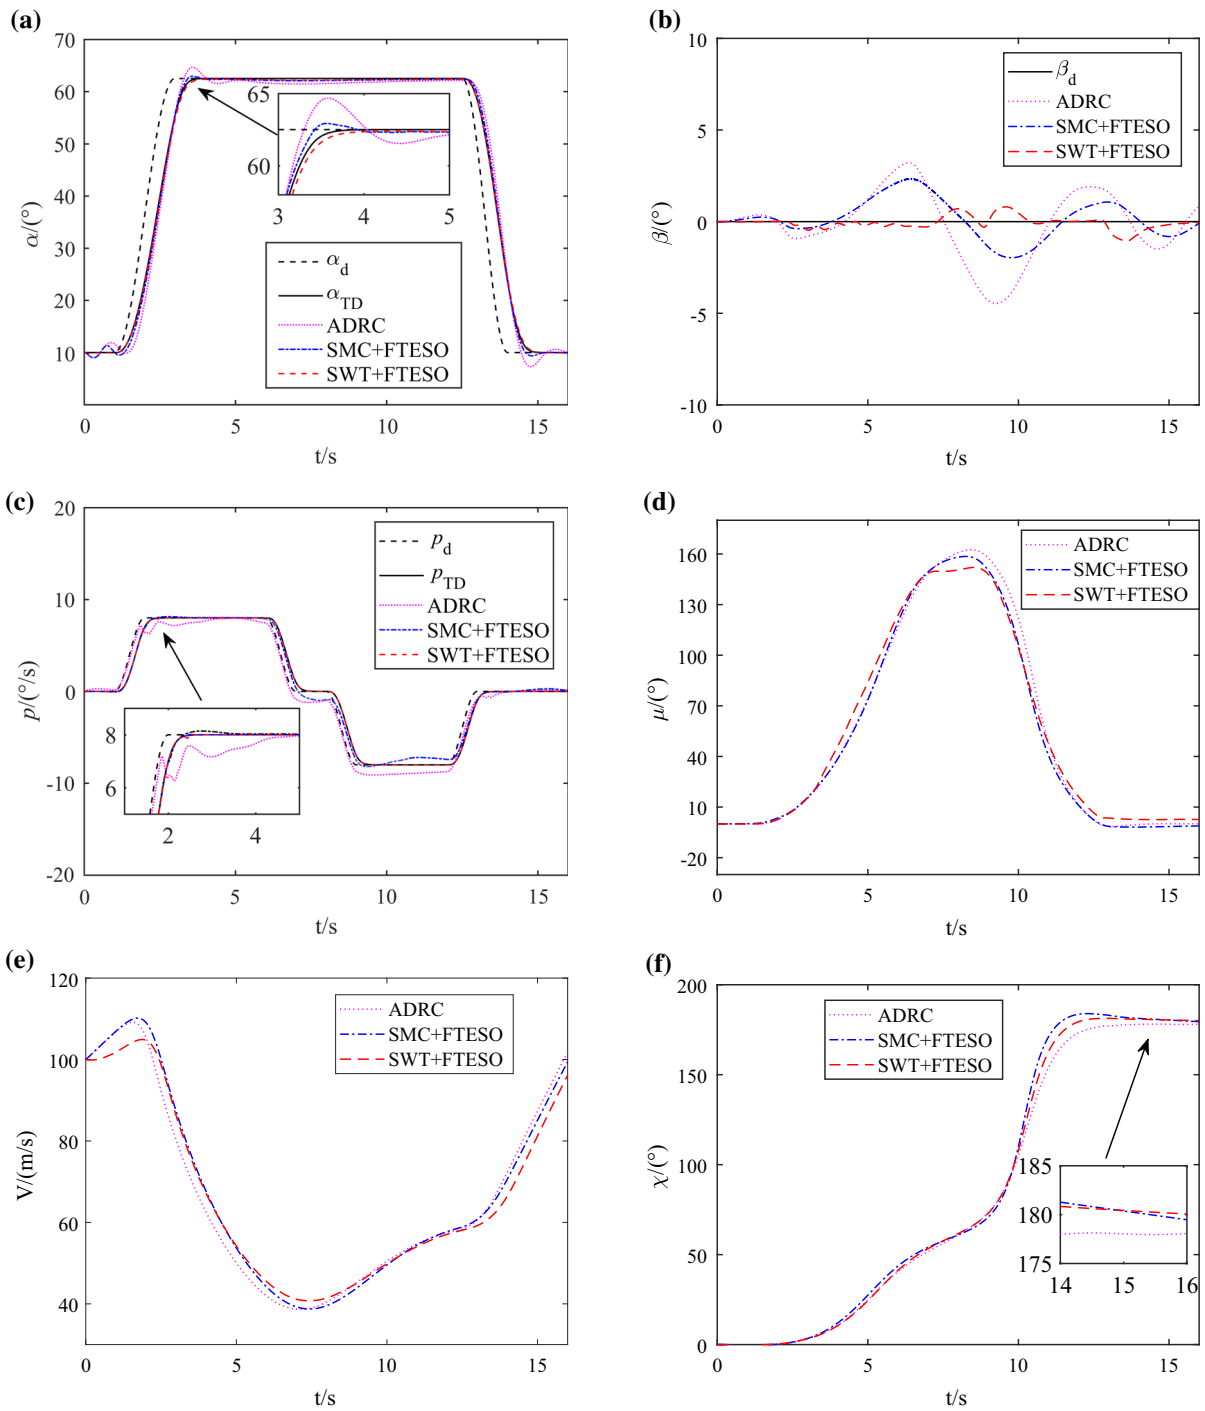 (a)
70
60
50
40
30
20
10
α/(°)
65
60
3
4
5
α_d
α_TD
ADRC
SMC+FTESO
SWT+FTESO
0
5
10
15
t/s
(b)
10
5
0
-5
-10
β/(°)
β_d
ADRC
SMC+FTESO
SWT+FTESO
0
5
10
15
t/s
(c)
20
10
0
-10
-20
p/(°/s)
p_d
p_TD
ADRC
SMC+FTESO
SWT+FTESO
8
6
2
4
0
5
10
15
t/s
(d)
160
130
100
70
40
10
-20
μ/(°)
ADRC
SMC+FTESO
SWT+FTESO
0
5
10
15
t/s
(e)
120
100
80
60
40
V/(m/s)
ADRC
SMC+FTESO
SWT+FTESO
0
5
10
15
t/s
(f)
200
150
100
50
0
χ/(°)
ADRC
SMC+FTESO
SWT+FTESO
185
180
175
14
15
16
0
5
10
15
t/s